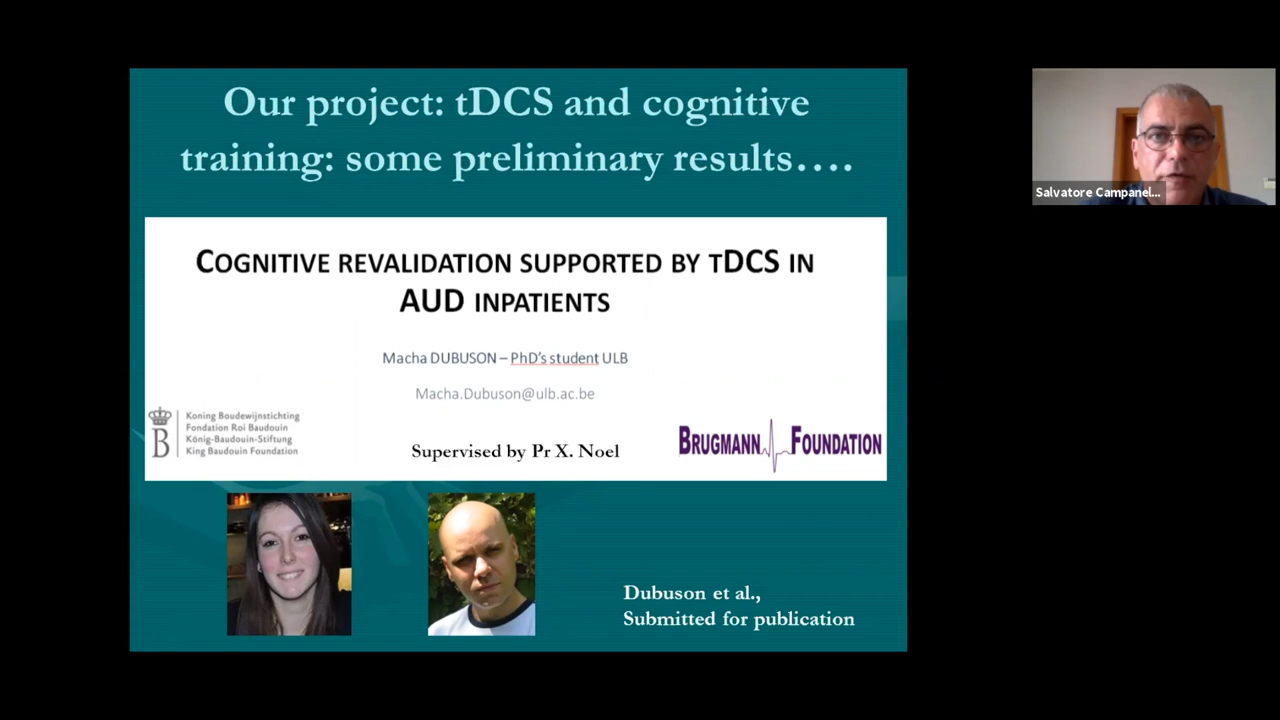 Our project: tDCS and cognitive
training: some preliminary results….
COGNITIVE REVALIDATION SUPPORTED BY TDCS IN
AUD INPATIENTS
Macha DUBUSON – PhD's student ULB
Macha.Dubuson@ulb.ac.be
Supervised by Pr X. Noel
B
Koning Boudewijnstichting
Fondation Roi Baudouin
König-Baudouin-Stiftung
King Baudouin Foundation
BRUGMANN FOUNDATION
Dubuson et al.,
Submitted for publication
Salvatore Campanel...